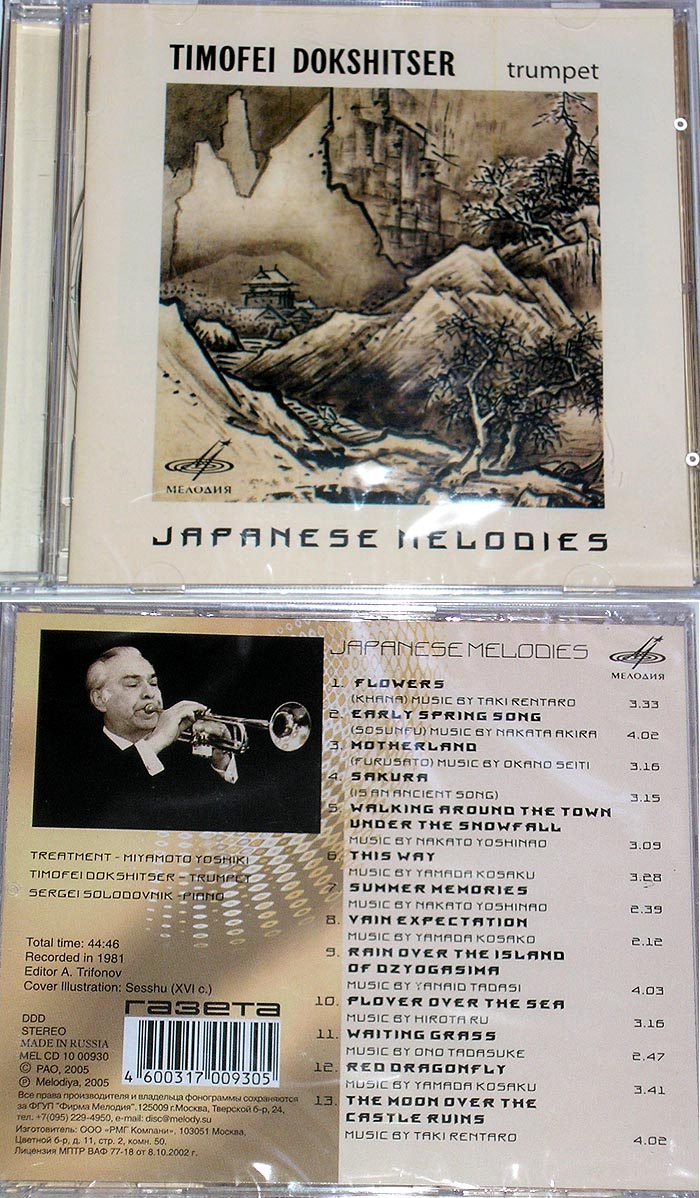 TIMOFEI DOKSHITSER trumpet
МЕЛОДИЯ
JAPANESE MELODIES
JAPANESE MELODIES
МЕЛОДИЯ
1. FLOWERS
(KHANA) MUSIC BY TAKI RENTARO 3.33
2. EARLY SPRING SONG
(SOSUNFU) MUSIC BY NAKATA AKIRA 4.02
3. MOTHERLAND
(FURUSATO) MUSIC BY OKANO SEITI 3.16
4. SAKURA
(IS AN ANCIENT SONG) 3.15
5. WALKING AROUND THE TOWN
UNDER THE SNOWFALL
MUSIC BY NAKATO YOSHINAO 3.09
6. THIS WAY
MUSIC BY YAMADA KOSAKU 3.28
7. SUMMER MEMORIES
MUSIC BY NAKATO YOSHINAO 2.39
8. VAIN EXPECTATION
MUSIC BY YAMADA KOSAKO 2.12
9. RAIN OVER THE ISLAND
OF DZYOGASIMA
MUSIC BY YANAID TADASI 4.03
10. PLOVER OVER THE SEA
MUSIC BY HIROTA RU 3.16
11. WAITING GRASS
MUSIC BY ONO TADASUKE 2.47
12. RED DRAGONFLY
MUSIC BY YAMADA KOSAKU 3.41
13. THE MOON OVER THE
CASTLE RUINS
MUSIC BY TAKI RENTARO 4.02
TREATMENT - MIYAMOTO YOSHIKI
TIMOFEI DOKSHITSER - TRUMPET
SERGEI SOLODOVNIK - PIANO
Total time: 44:46
Recorded in 1981
Editor A. Trifonov
Cover Illustration: Sesshu (XVI c.)
газета
DDD
STEREO
MADE IN RUSSIA
MEL CD 10 00930
© PAO, 2005
℗ Melodiya, 2005
4 600317 009305
Все права производителя и владельца фонограммы сохраняются
за ФГУП "Фирма Мелодия". 125009 г.Москва, Тверской б-р, 24,
тел. +7(095) 229-4950, e-mail: disc@melody.su
Изготовитель: ООО «РМГ Компани». 103051 Москва,
Цветной б-р, д. 11, стр. 2, комн. 50.
Лицензия МПТР ВАФ 77-18 от 8.10.2002 г.